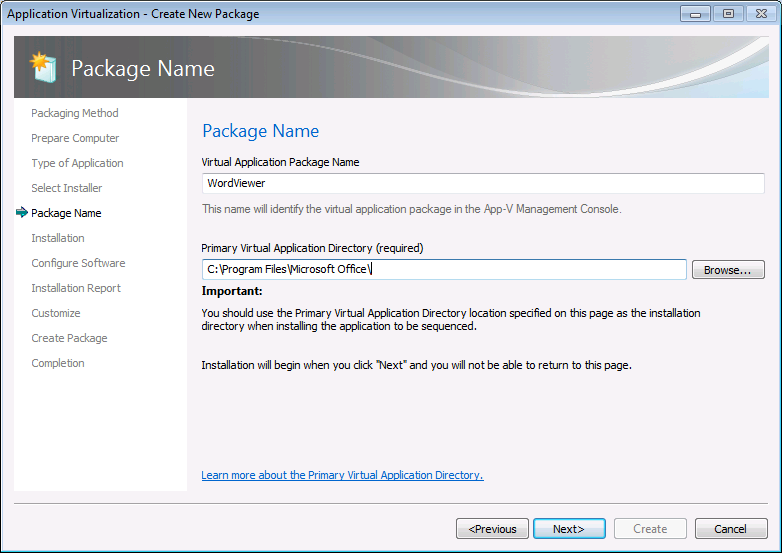 Application Virtualization - Create New Package
Package Name
Packaging Method
Prepare Computer
Type of Application
Select Installer
Package Name
Installation
Configure Software
Installation Report
Customize
Create Package
Completion
Package Name
Virtual Application Package Name
WordViewer
This name will identify the virtual application package in the App-V Management Console.
Primary Virtual Application Directory (required)
C:\Program Files\Microsoft Office\
Browse...
Important:
You should use the Primary Virtual Application Directory location specified on this page as the installation
directory when installing the application to be sequenced.
Installation will begin when you click "Next" and you will not be able to return to this page.
Learn more about the Primary Virtual Application Directory.
<Previous
Next>
Create
Cancel